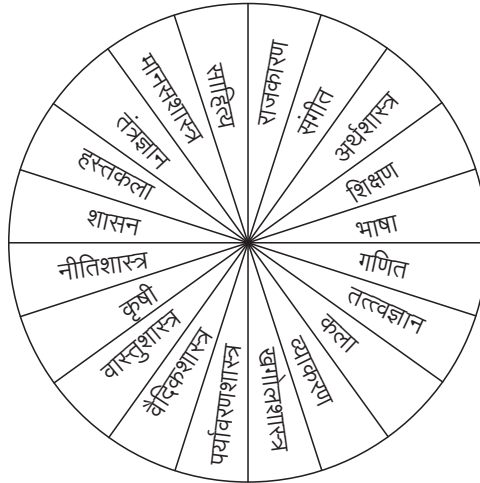 राजकारण
संगीत
अर्थशास्त्र
शिक्षण
भाषा
गणित
तत्त्वज्ञान
कला
व्याकरण
खगोलशास्त्र
पर्यावरणशास्त्र
वैदिकशास्त्र
वास्तुशास्त्र
कृषी
नीतिशास्त्र
शासन
हस्तकला
तंत्रज्ञान
मानसशास्त्र
साहित्य